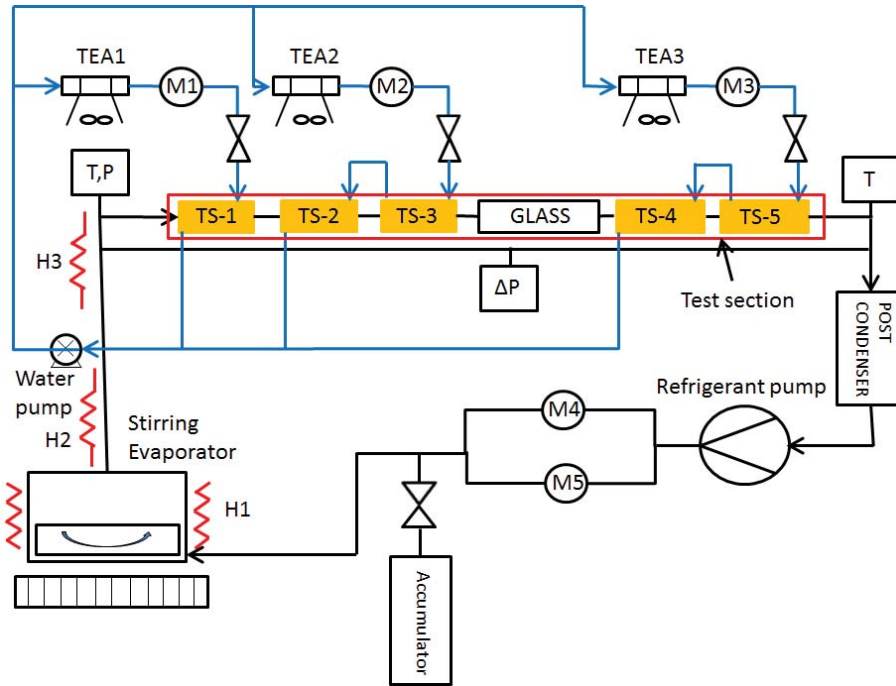 TEA1
TEA2
TEA3
M1
M2
M3
T,P
T
TS-1
TS-2
TS-3
GLASS
TS-4
TS-5
H3
ΔP
Test section
POST
CONDENSER
Water
pump
Refrigerant pump
H2
Stirring
Evaporator
M4
M5
H1
Accumulator